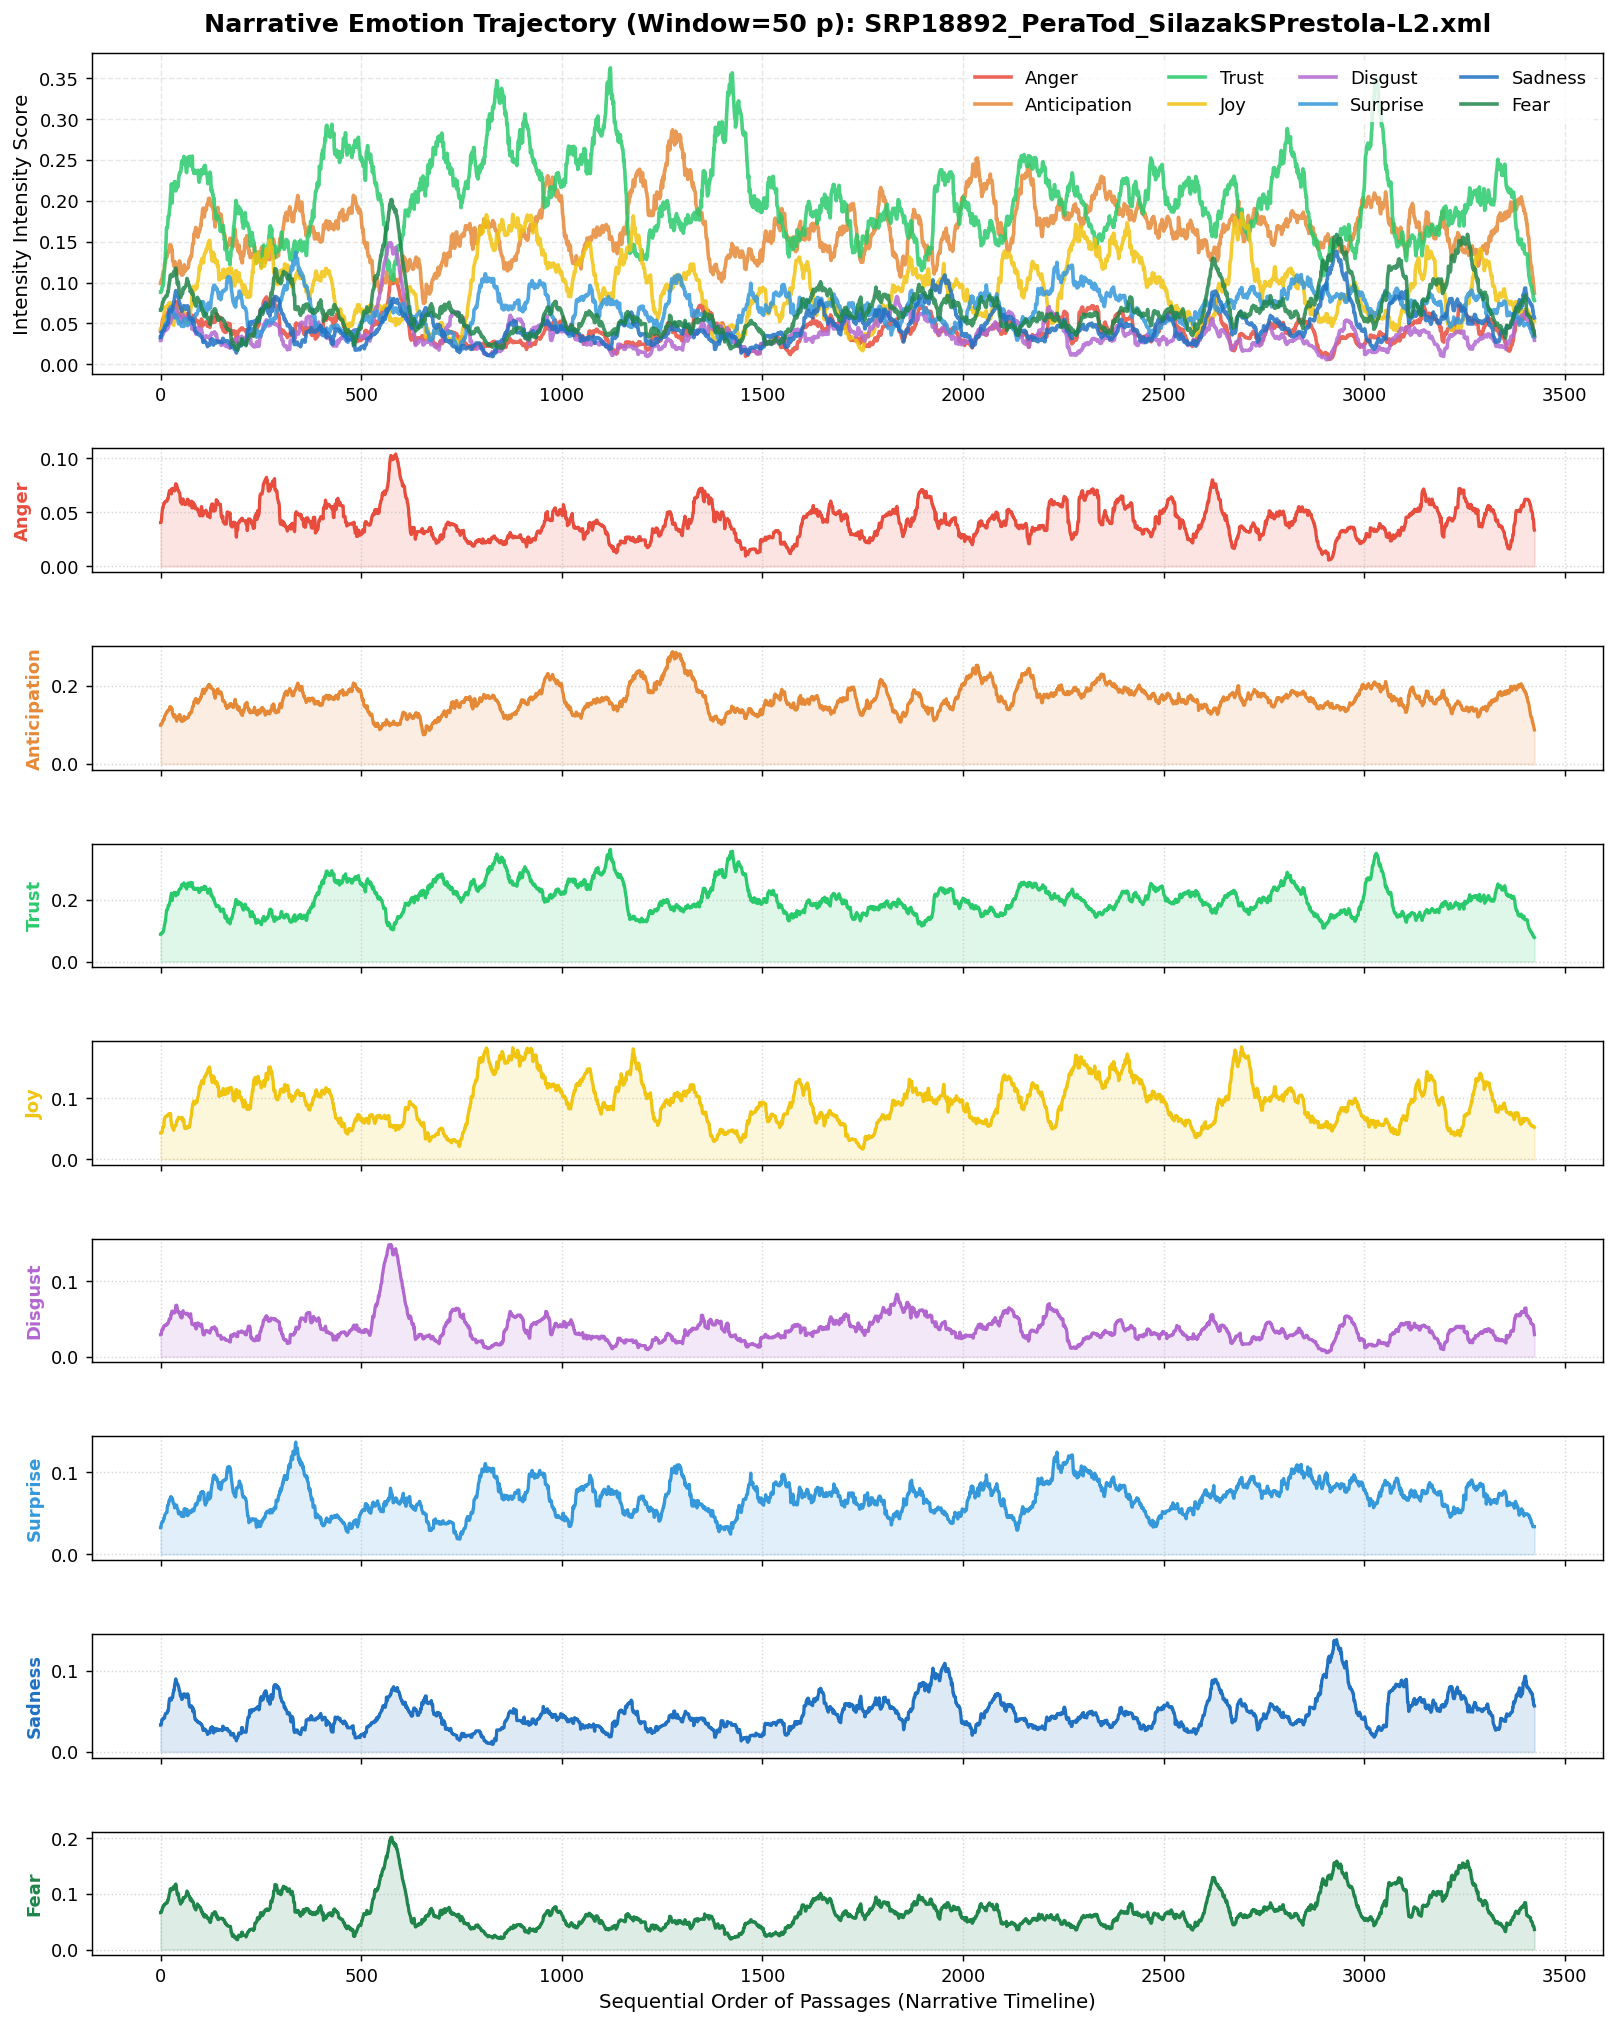 Narrative Emotion Trajectory (Window=50 p): SRP18892_PeraTod_SilazakSPrestola-L2.xml
Intensity Intensity Score
0.35
0.30
0.25
0.20
0.15
0.10
0.05
0.00
Anger
Anticipation
Trust
Joy
Disgust
Surprise
Sadness
Fear
0 500 1000 1500 2000 2500 3000 3500
Anger
0.10
0.05
0.00
Anticipation
0.2
0.0
Trust
0.2
0.0
Joy
0.1
0.0
Disgust
0.1
0.0
Surprise
0.1
0.0
Sadness
0.1
0.0
Fear
0.2
0.1
0.0
0 500 1000 1500 2000 2500 3000 3500
Sequential Order of Passages (Narrative Timeline)